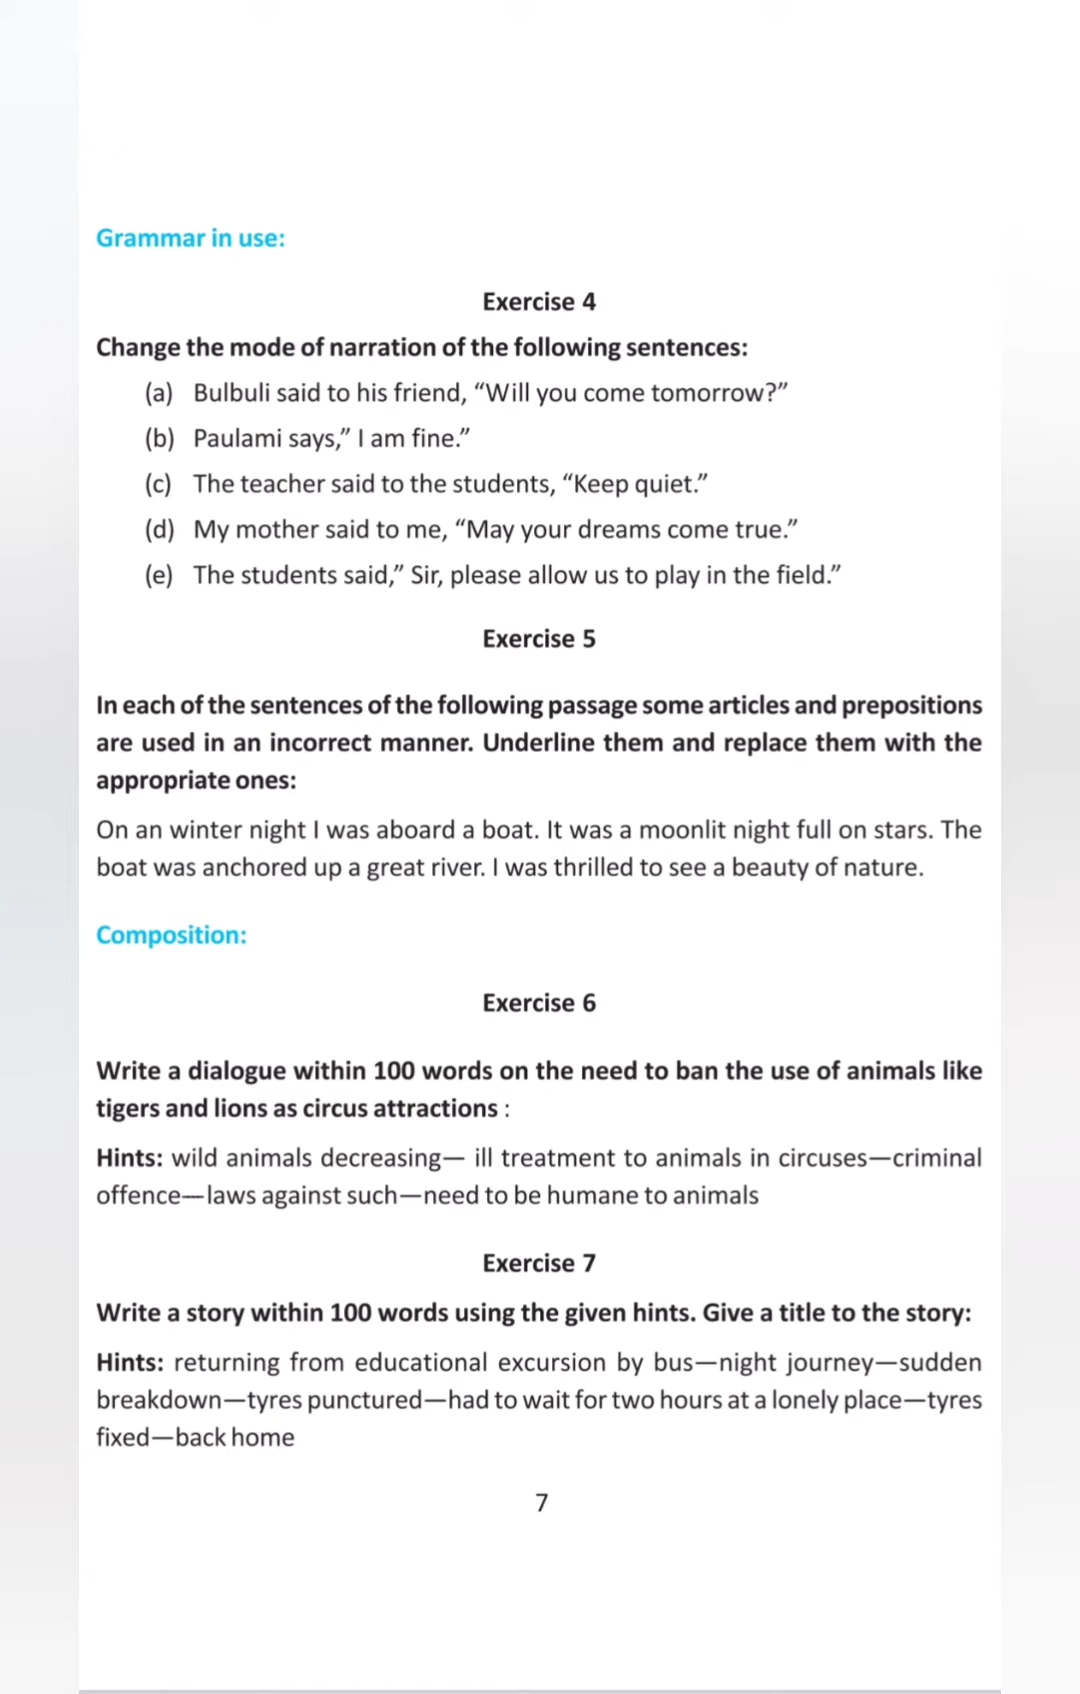 Grammar in use:
Exercise 4
Change the mode of narration of the following sentences:
(a) Bulbuli said to his friend, “Will you come tomorrow?”
(b) Paulami says,” I am fine.”
(c) The teacher said to the students, “Keep quiet.”
(d) My mother said to me, “May your dreams come true.”
(e) The students said,” Sir, please allow us to play in the field.”
Exercise 5
In each of the sentences of the following passage some articles and prepositions
are used in an incorrect manner. Underline them and replace them with the
appropriate ones:
On an winter night I was aboard a boat. It was a moonlit night full on stars. The
boat was anchored up a great river. I was thrilled to see a beauty of nature.
Composition:
Exercise 6
Write a dialogue within 100 words on the need to ban the use of animals like
tigers and lions as circus attractions :
Hints: wild animals decreasing— ill treatment to animals in circuses—criminal
offence—laws against such—need to be humane to animals
Exercise 7
Write a story within 100 words using the given hints. Give a title to the story:
Hints: returning from educational excursion by bus—night journey—sudden
breakdown—tyres punctured—had to wait for two hours at a lonely place—tyres
fixed—back home
7